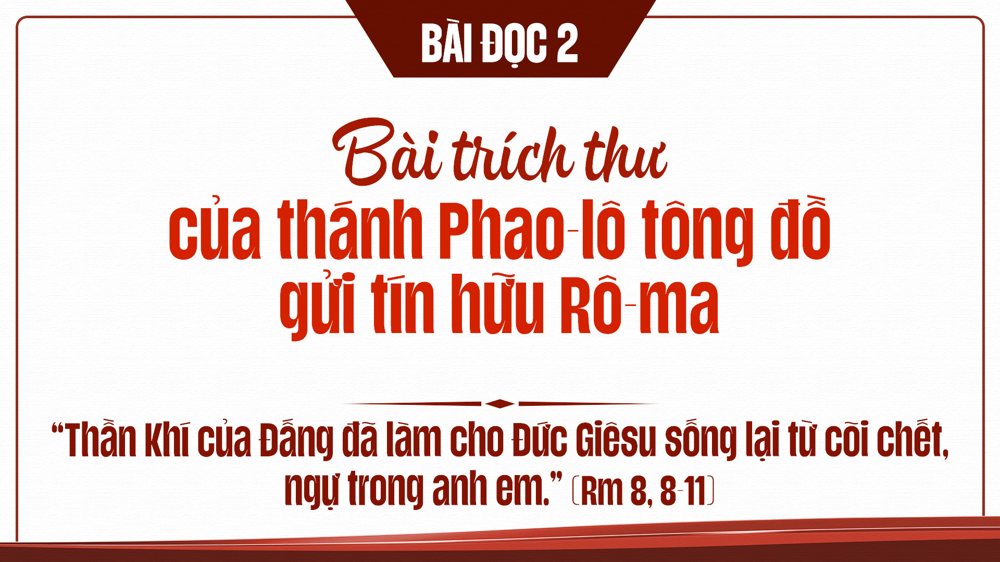 BÀI ĐỌC 2
Bài trích thư
của thánh Phao-lô tông đồ
gửi tín hữu Rô-ma
“Thần Khí của Đấng đã làm cho Đức Giêsu sống lại từ cõi chết,
ngự trong anh em.” (Rm 8, 8-11)